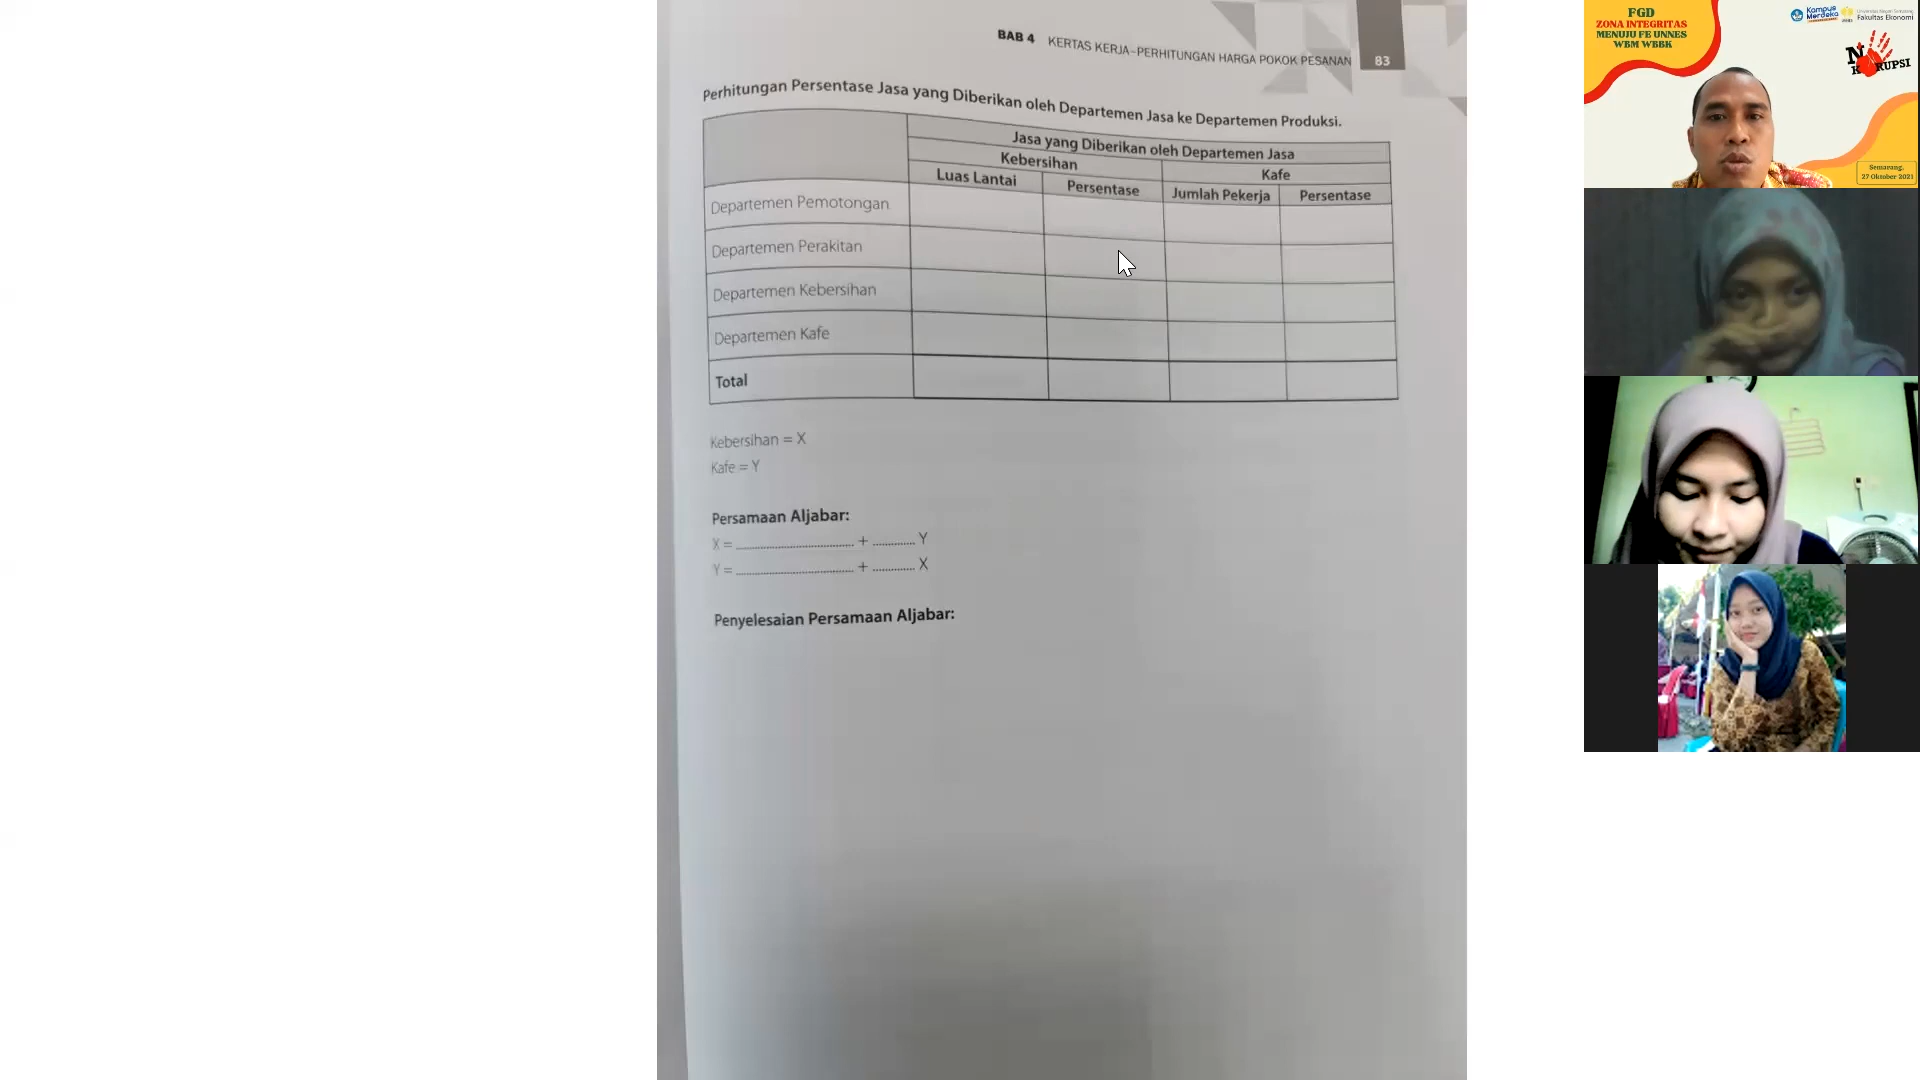 BAB 4 KERTAS KERJA–PERHITUNGAN HARGA POKOK PESANAN 83
Perhitungan Persentase Jasa yang Diberikan oleh Departemen Jasa ke Departemen Produksi.
Jasa yang Diberikan oleh Departemen Jasa
Kebersihan Kafe
Luas Lantai Persentase Jumlah Pekerja Persentase
Departemen Pemotongan
Departemen Perakitan
Departemen Kebersihan
Departemen Kafe
Total
Kebersihan = X
Kafe = Y
Persamaan Aljabar:
X = .................................. + ............ Y
Y = .................................. + ............ X
Penyelesaian Persamaan Aljabar:
FGD
ZONA INTEGRITAS
MENUJU FE UNNES
WBM WBBK
Kampus
Merdeka
Fakultas Ekonomi
Semarang,
27 Oktober 2021